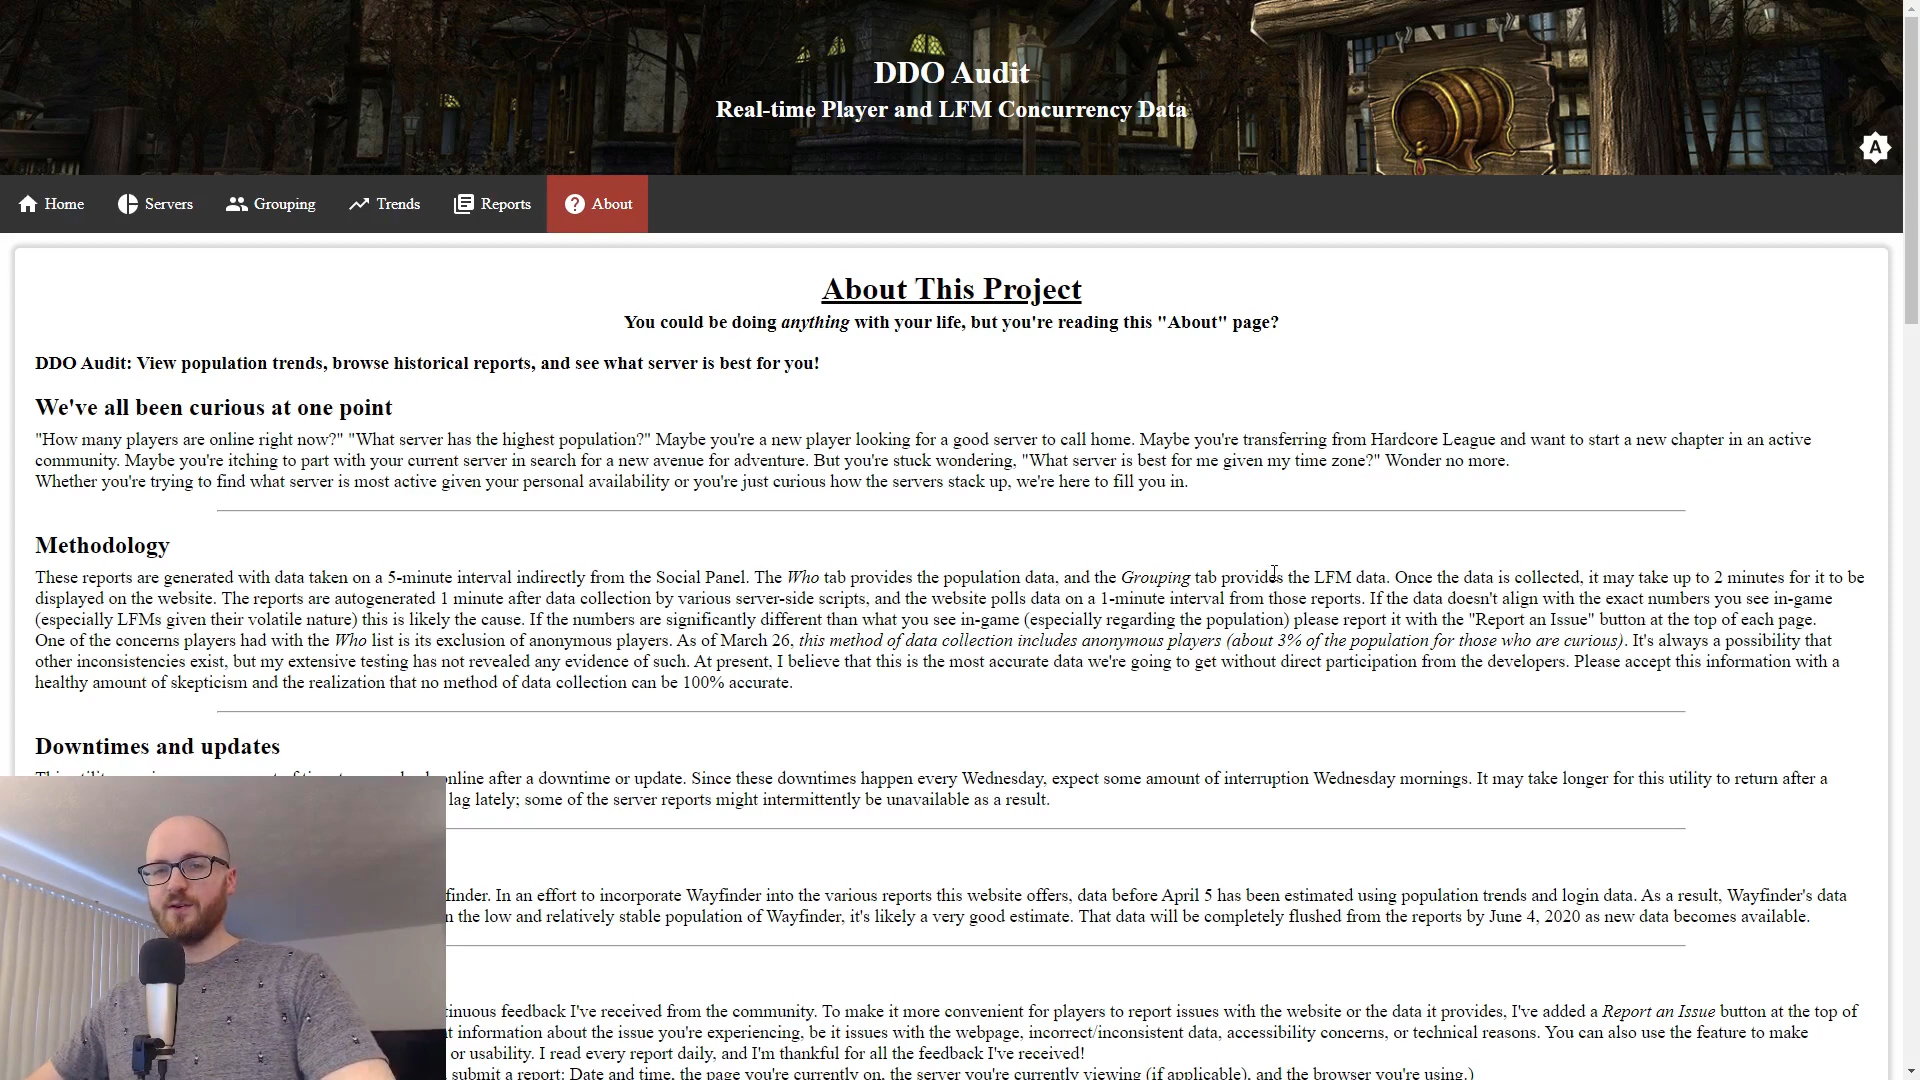 DDO Audit
Real-time Player and LFM Concurrency Data
A
Home Servers Grouping Trends Reports About
About This Project
You could be doing anything with your life, but you're reading this "About" page?
DDO Audit: View population trends, browse historical reports, and see what server is best for you!
We've all been curious at one point
"How many players are online right now?" "What server has the highest population?" Maybe you're a new player looking for a good server to call home. Maybe you're transferring from Hardcore League and want to start a new chapter in an active
community. Maybe you're itching to part with your current server in search for a new avenue for adventure. But you're stuck wondering, "What server is best for me given my time zone?" Wonder no more.
Whether you're trying to find what server is most active given your personal availability or you're just curious how the servers stack up, we're here to fill you in.
Methodology
These reports are generated with data taken on a 5-minute interval indirectly from the Social Panel. The Who tab provides the population data, and the Grouping tab provides the LFM data. Once the data is collected, it may take up to 2 minutes for it to be
displayed on the website. The reports are autogenerated 1 minute after data collection by various server-side scripts, and the website polls data on a 1-minute interval from those reports. If the data doesn't align with the exact numbers you see in-game
(especially LFMs given their volatile nature) this is likely the cause. If the numbers are significantly different than what you see in-game (especially regarding the population) please report it with the "Report an Issue" button at the top of each page.
One of the concerns players had with the Who list is its exclusion of anonymous players. As of March 26, this method of data collection includes anonymous players (about 3% of the population for those who are curious). It's always a possibility that
other inconsistencies exist, but my extensive testing has not revealed any evidence of such. At present, I believe that this is the most accurate data we're going to get without direct participation from the developers. Please accept this information with a
healthy amount of skepticism and the realization that no method of data collection can be 100% accurate.
Downtimes and updates
online after a downtime or update. Since these downtimes happen every Wednesday, expect some amount of interruption Wednesday mornings. It may take longer for this utility to return after a
lag lately; some of the server reports might intermittently be unavailable as a result.
finder. In an effort to incorporate Wayfinder into the various reports this website offers, data before April 5 has been estimated using population trends and login data. As a result, Wayfinder's data
the low and relatively stable population of Wayfinder, it's likely a very good estimate. That data will be completely flushed from the reports by June 4, 2020 as new data becomes available.
tinuous feedback I've received from the community. To make it more convenient for players to report issues with the website or the data it provides, I've added a Report an Issue button at the top of
t information about the issue you're experiencing, be it issues with the webpage, incorrect/inconsistent data, accessibility concerns, or technical reasons. You can also use the feature to make
or usability. I read every report daily, and I'm thankful for all the feedback I've received!
submit a report: Date and time, the page you're currently on, the server you're currently viewing (if applicable), and the browser you're using.)